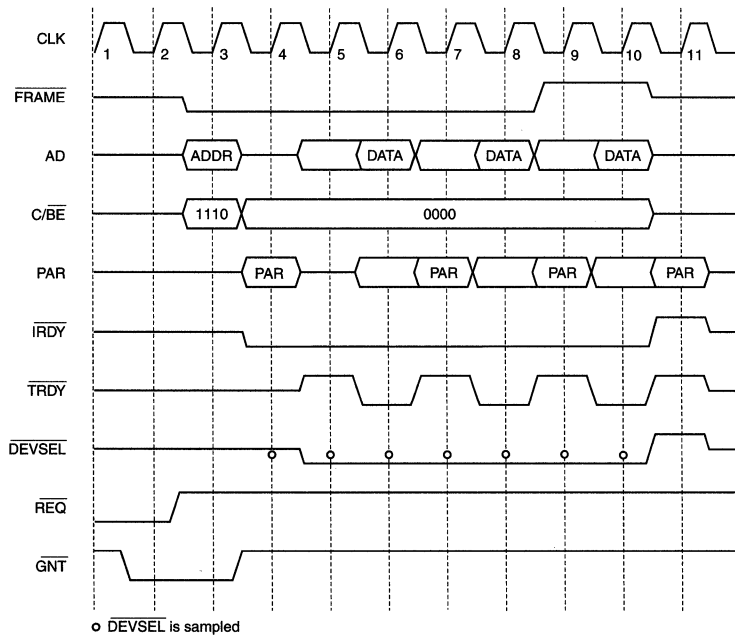 CLK
1 2 3 4 5 6 7 8 9 10 11
FRAME
AD ADDR DATA DATA DATA
C/BE 1110 0000
PAR PAR PAR PAR PAR
IRDY
TRDY
DEVSEL
REQ
GNT
DEVSEL is sampled